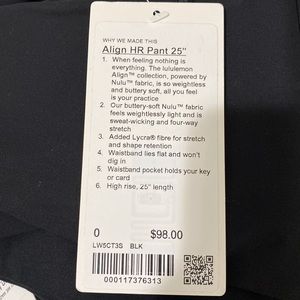 WHY WE MADE THIS
Align HR Pant 25"
1. When feeling nothing is
everything. The lululemon
Align™ collection, powered by
Nulu™ fabric, is so weightless
and buttery soft, all you feel
is your practice
2. Our buttery-soft Nulu™ fabric
feels weightlessly light and is
sweat-wicking and four-way
stretch
3. Added Lycra® fibre for stretch
and shape retention
4. Waistband lies flat and won't
dig in
5. Waistband pocket holds your key
or card
6. High rise, 25" length
0 $98.00
LW5CT3S BLK
000117376313